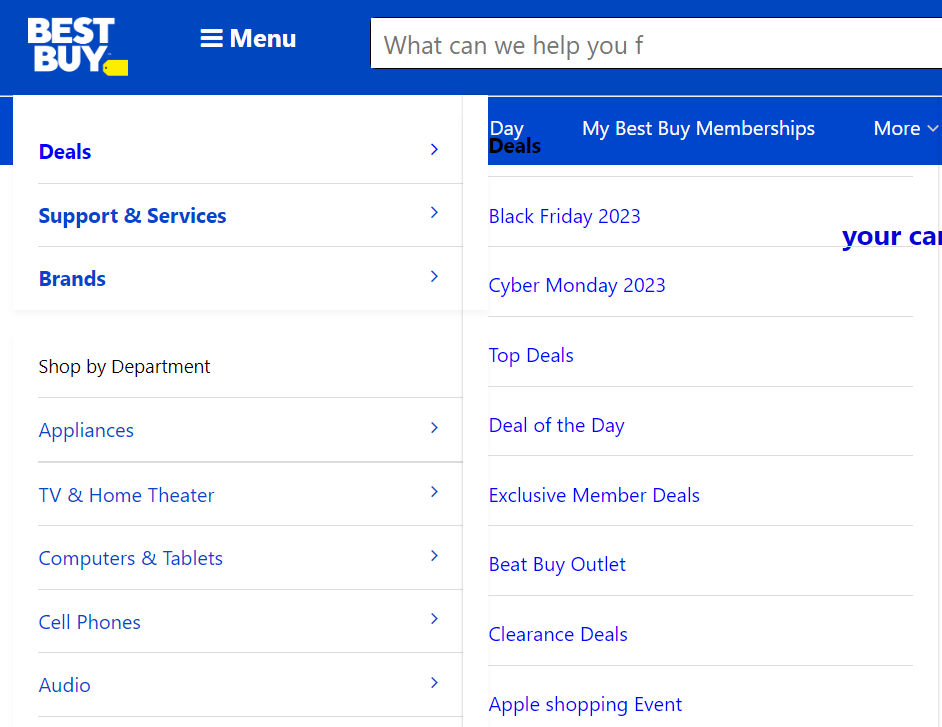 BEST
BUY
Menu
What can we help you f
Day
My Best Buy Memberships
More
Deals
Support & Services
Brands
Shop by Department
Appliances
TV & Home Theater
Computers & Tablets
Cell Phones
Audio
Deals
Black Friday 2023
your car
Cyber Monday 2023
Top Deals
Deal of the Day
Exclusive Member Deals
Beat Buy Outlet
Clearance Deals
Apple shopping Event